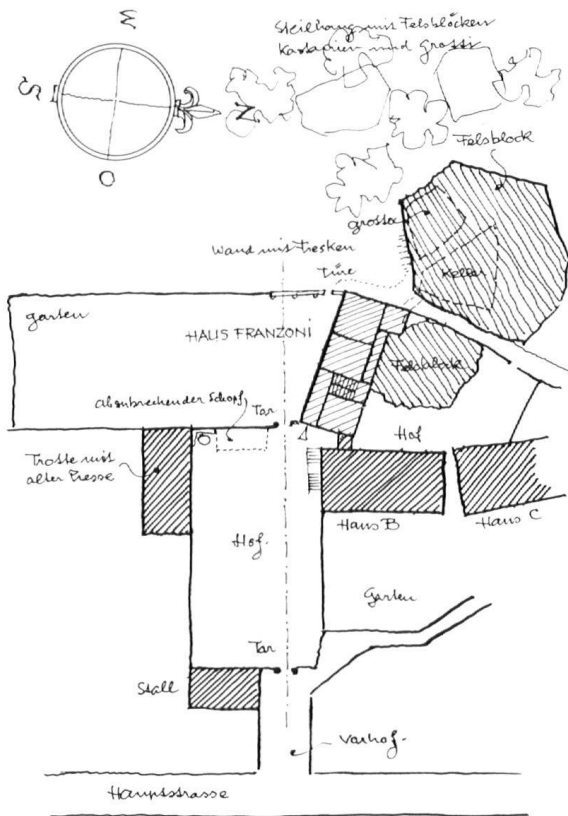 W
S
N
O
Steilhang mit Felsblöcken
Kastanien und Grotti
Felsblock
Grotto
Keller
Wand mit Fresken
Türe
Garten
HAUS FRANZONI
Felsblock
abzubrechender Schopf
Tor
Hof
Trotte mit
alter Presse
Haus B
Haus C
Hof
Garten
Tor
Stall
Vorhof
Hauptstrasse